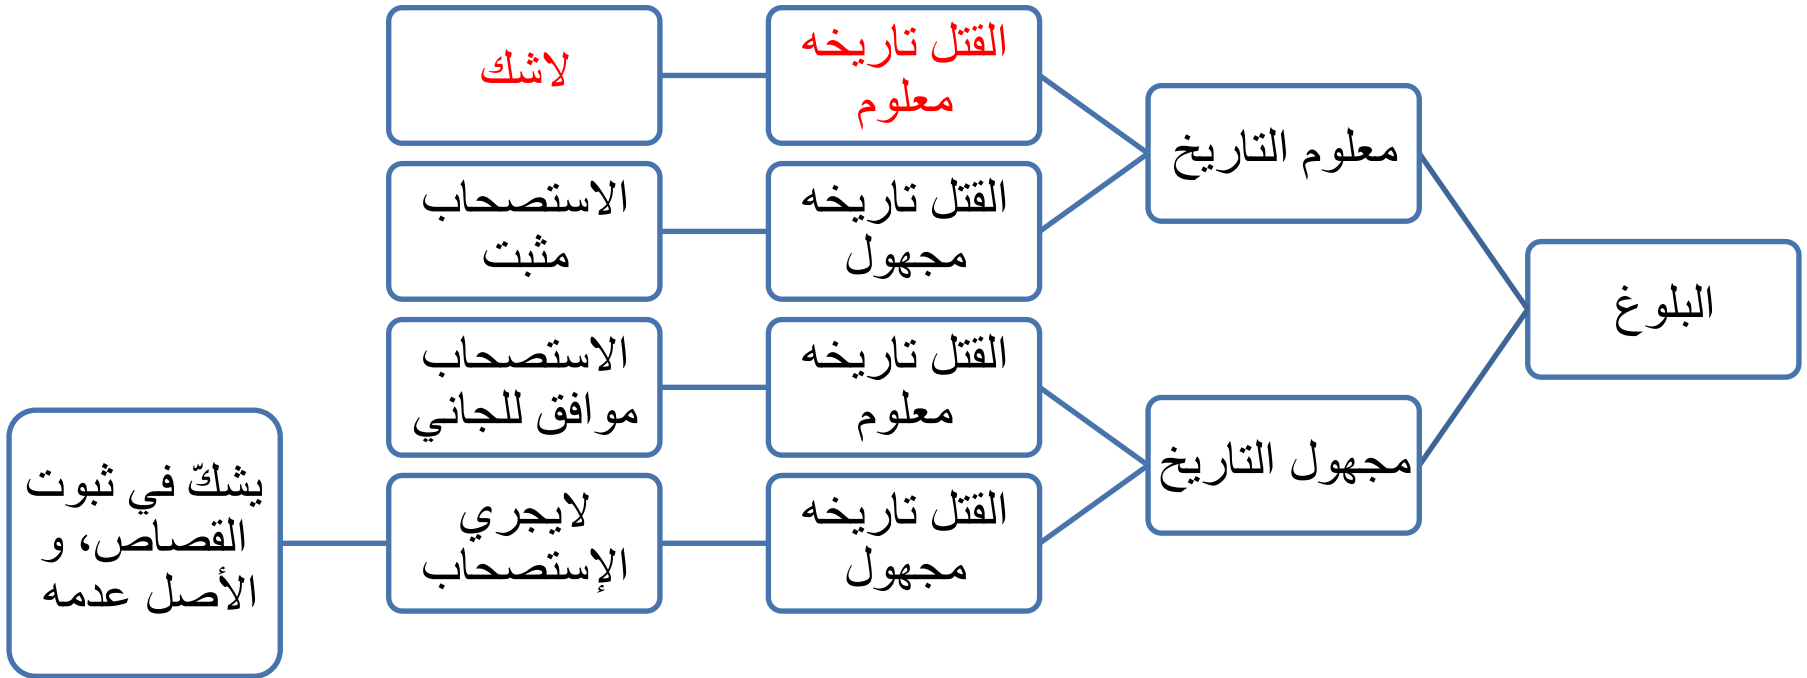 البلوغ
معلوم التاريخ
القتل تاريخه
معلوم
لاشك
القتل تاريخه
مجهول
الاستصحاب
مثبت
مجهول التاريخ
القتل تاريخه
معلوم
الاستصحاب
موافق للجاني
القتل تاريخه
مجهول
لايجري
الإستصحاب
يشكّ في ثبوت
القصاص، و
الأصل عدمه